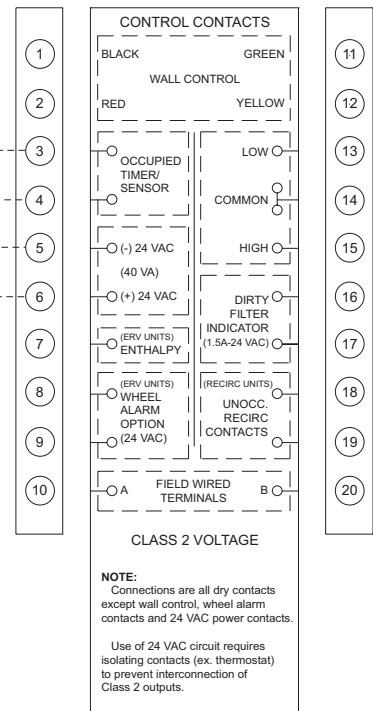 CONTROL CONTACTS
1
BLACK GREEN
11
WALL CONTROL
2
RED YELLOW
12
3
OCCUPIED
TIMER/
SENSOR
LOW
13
4
COMMON
14
5
(-) 24 VAC
HIGH
15
(40 VA)
6
(+) 24 VAC
DIRTY
FILTER
INDICATOR
(1.5A-24 VAC)
16
7
(ERV UNITS)
ENTHALPY
17
8
(ERV UNITS)
WHEEL
ALARM
OPTION
(24 VAC)
(RECIRC UNITS)
UNOCC.
RECIRC
CONTACTS
18
9
19
10
A
FIELD WIRED
TERMINALS
B
20
CLASS 2 VOLTAGE
NOTE:
Connections are all dry contacts
except wall control, wheel alarm
contacts and 24 VAC power contacts.
Use of 24 VAC circuit requires
isolating contacts (ex. thermostat)
to prevent interconnection of
Class 2 outputs.